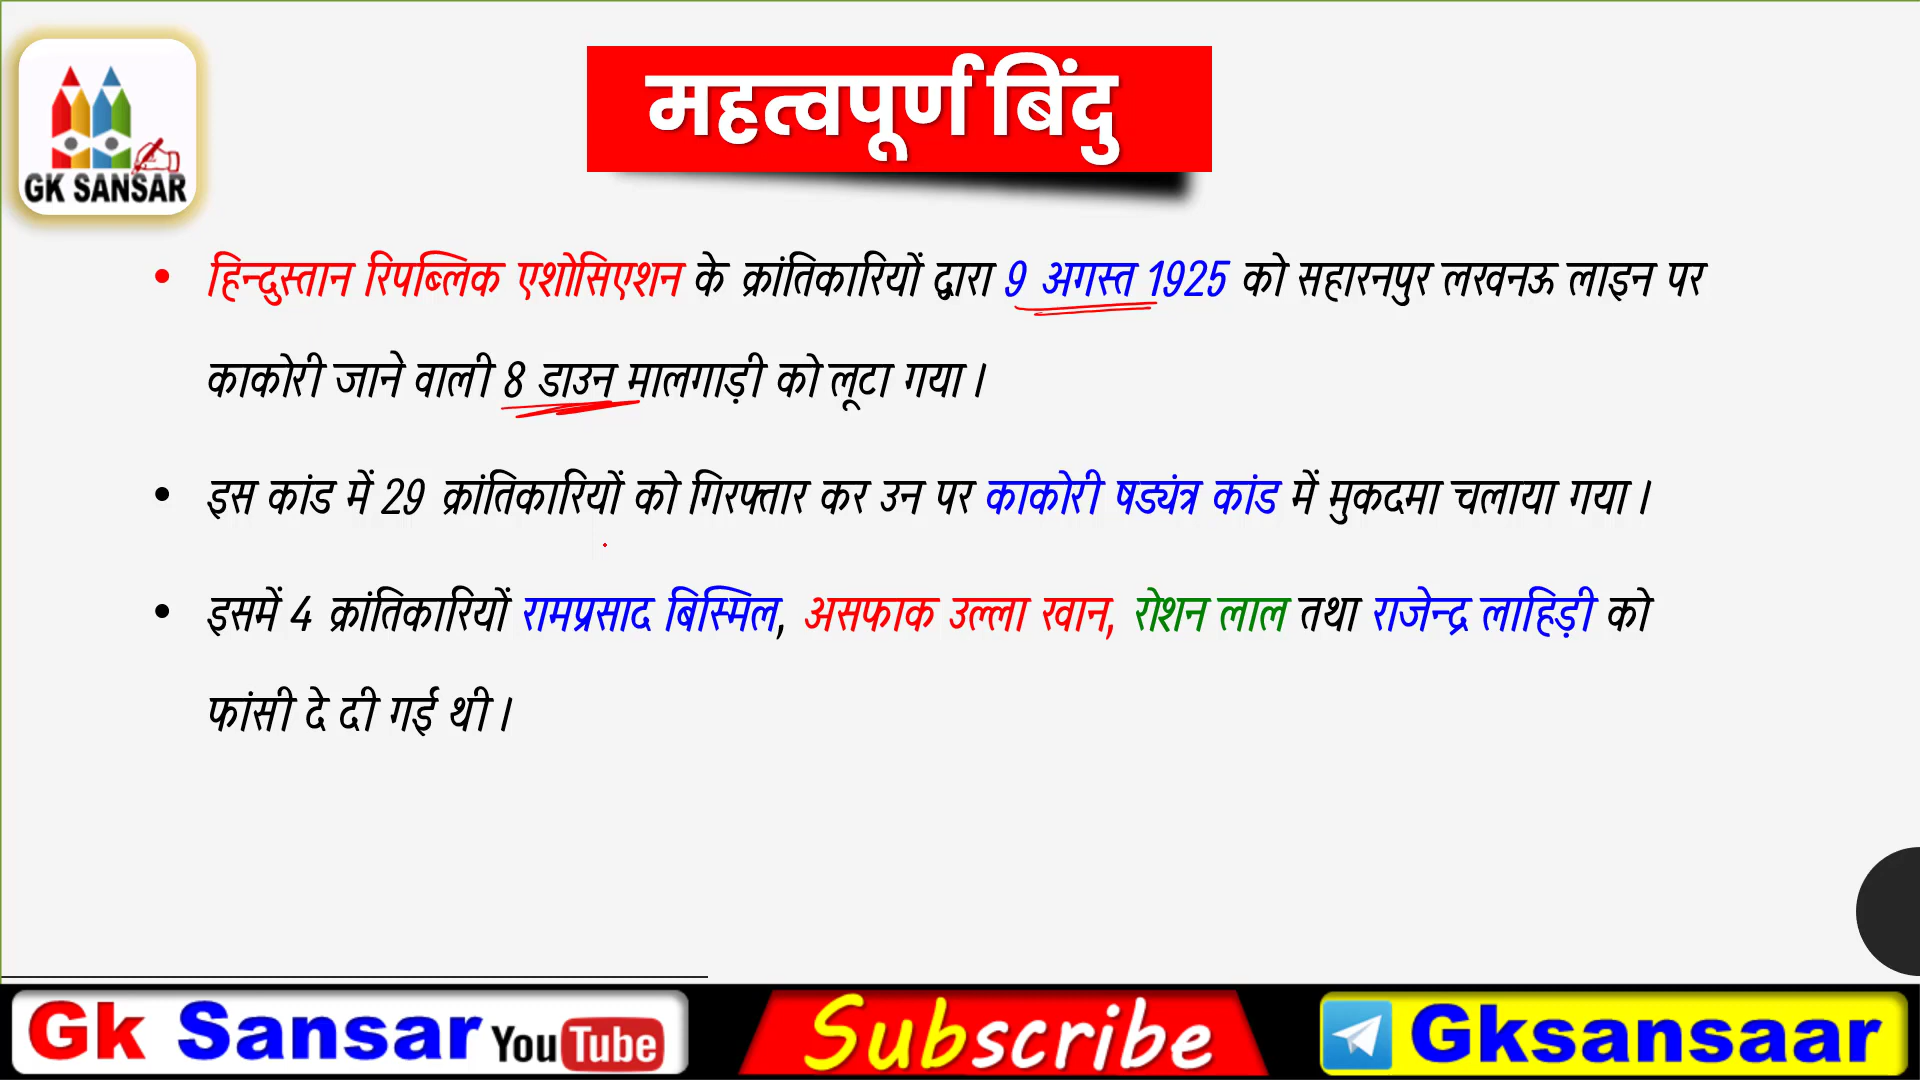 GK SANSAR
महत्वपूर्ण बिंदु
• हिन्दुस्तान रिपब्लिक एशोसिएशन के क्रांतिकारियों द्वारा 9 अगस्त 1925 को सहारनपुर लखनऊ लाइन पर
काकोरी जाने वाली 8 डाउन मालगाड़ी को लूटा गया।
• इस कांड में 29 क्रांतिकारियों को गिरफ्तार कर उन पर काकोरी षड्यंत्र कांड में मुकदमा चलाया गया।
• इसमें 4 क्रांतिकारियों रामप्रसाद बिस्मिल, असफाक उल्ला खान, रोशन लाल तथा राजेन्द्र लाहिड़ी को
फांसी दे दी गई थी।
Gk Sansar YouTube Subscribe Gksansaar